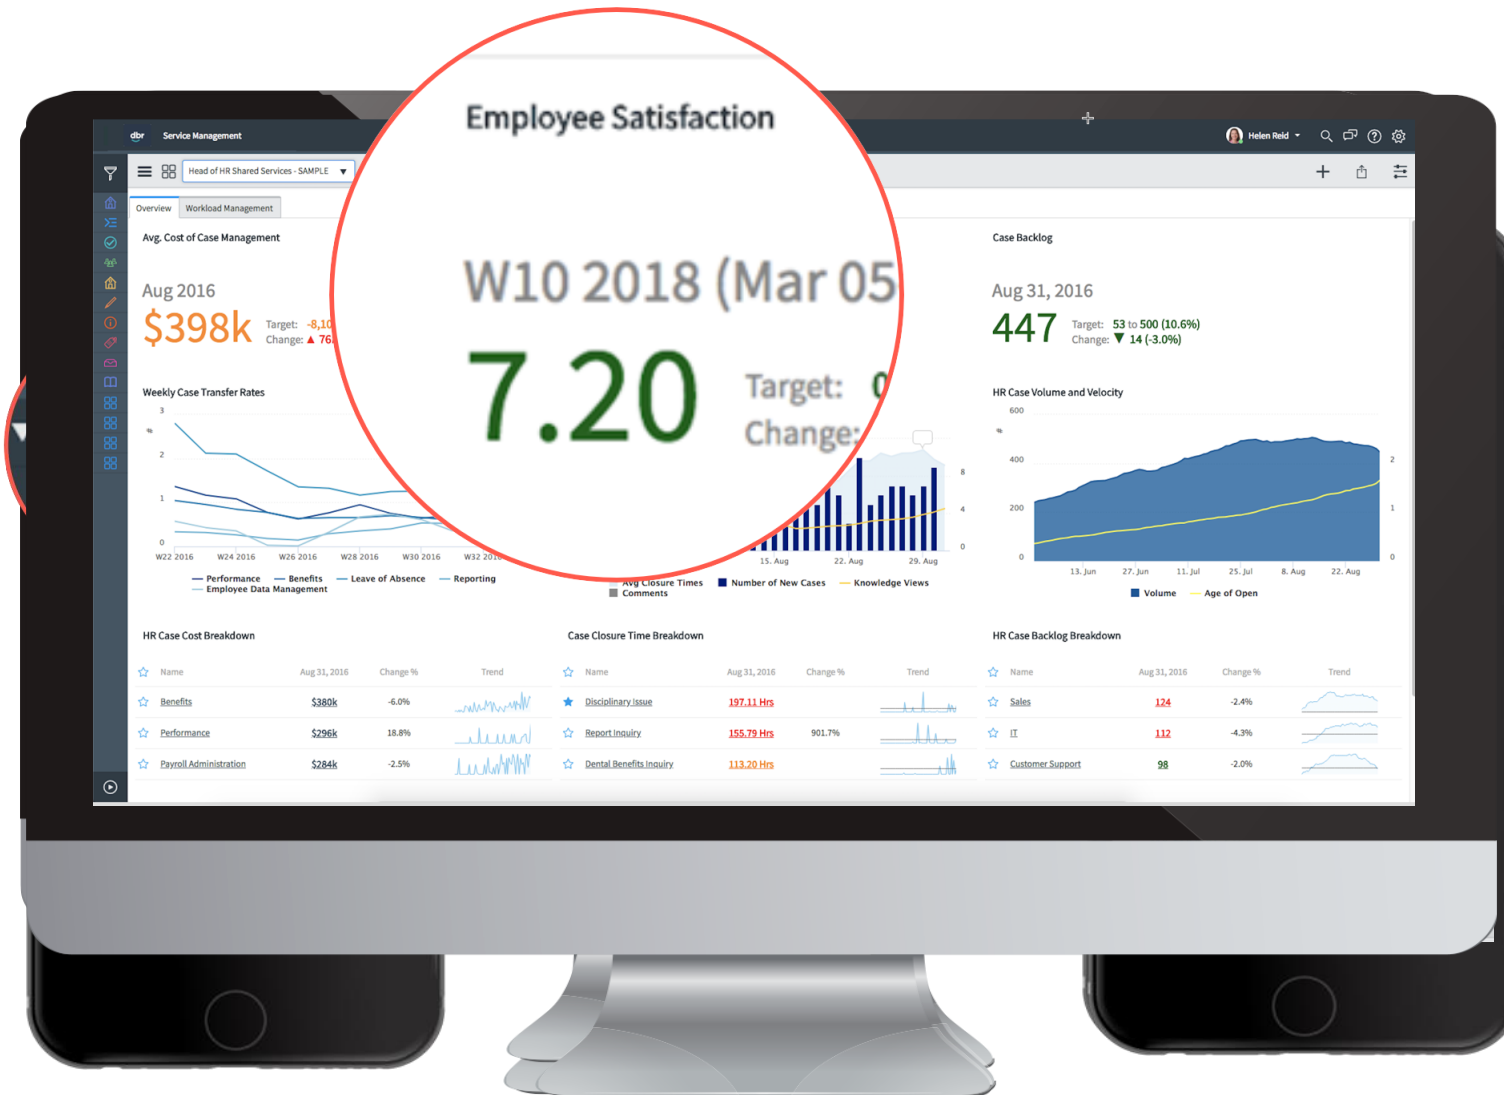 dbr Service Management
Helen Reid
Head of HR Shared Services - SAMPLE
Overview Workload Management
Employee Satisfaction
W10 2018 (Mar 05
7.20
Target:
Change:
Avg. Cost of Case Management
Aug 2016
$398k
Target: -8,10
Change: ▲ 76
Case Backlog
Aug 31, 2016
447
Target: 53 to 500 (10.6%)
Change: ▼ 14 (-3.0%)
Weekly Case Transfer Rates
%
3
2
1
0
W22 2016 W24 2016 W26 2016 W28 2016 W30 2016 W32
Performance Benefits Leave of Absence Reporting
Employee Data Management
8
4
0
15. Aug 22. Aug 29. Aug
Avg Closure Times Number of New Cases Knowledge Views
Comments
HR Case Volume and Velocity
%
600
400
200
0
2
1
0
13. Jun 27. Jun 11. Jul 25. Jul 8. Aug 22. Aug
Volume Age of Open
HR Case Cost Breakdown
Name Aug 31, 2016 Change % Trend
Benefits $380k -6.0%
Performance $296k 18.8%
Payroll Administration $284k -2.5%
Case Closure Time Breakdown
Name Aug 31, 2016 Change % Trend
Disciplinary Issue 197.11 Hrs
Report Inquiry 155.79 Hrs 901.7%
Dental Benefits Inquiry 113.20 Hrs
HR Case Backlog Breakdown
Name Aug 31, 2016 Change % Trend
Sales 124 -2.4%
IT 112 -4.3%
Customer Support 98 -2.0%